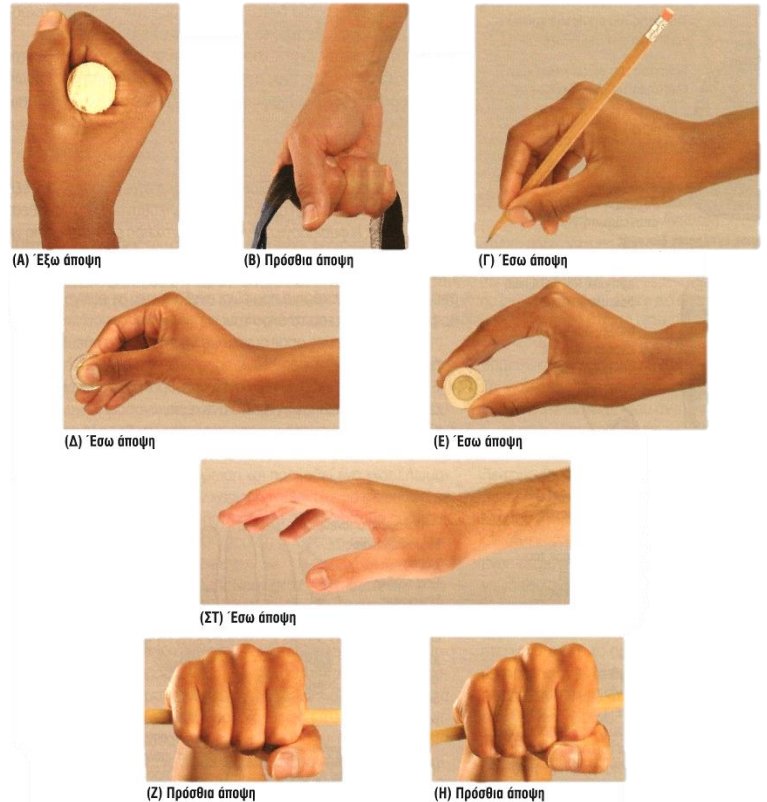 (Α) Έξω άποψη
(Β) Πρόσθια άποψη
(Γ) Έσω άποψη
(Δ) Έσω άποψη
(Ε) Έσω άποψη
(ΣΤ) Έσω άποψη
(Ζ) Πρόσθια άποψη
(Η) Πρόσθια άποψη